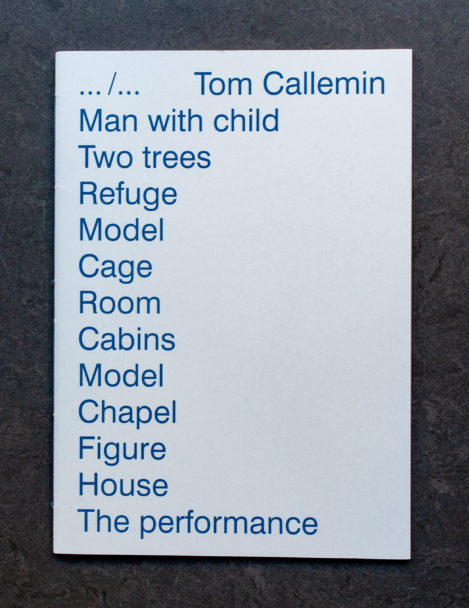 ... /... Tom Callemin
Man with child
Two trees
Refuge
Model
Cage
Room
Cabins
Model
Chapel
Figure
House
The performance